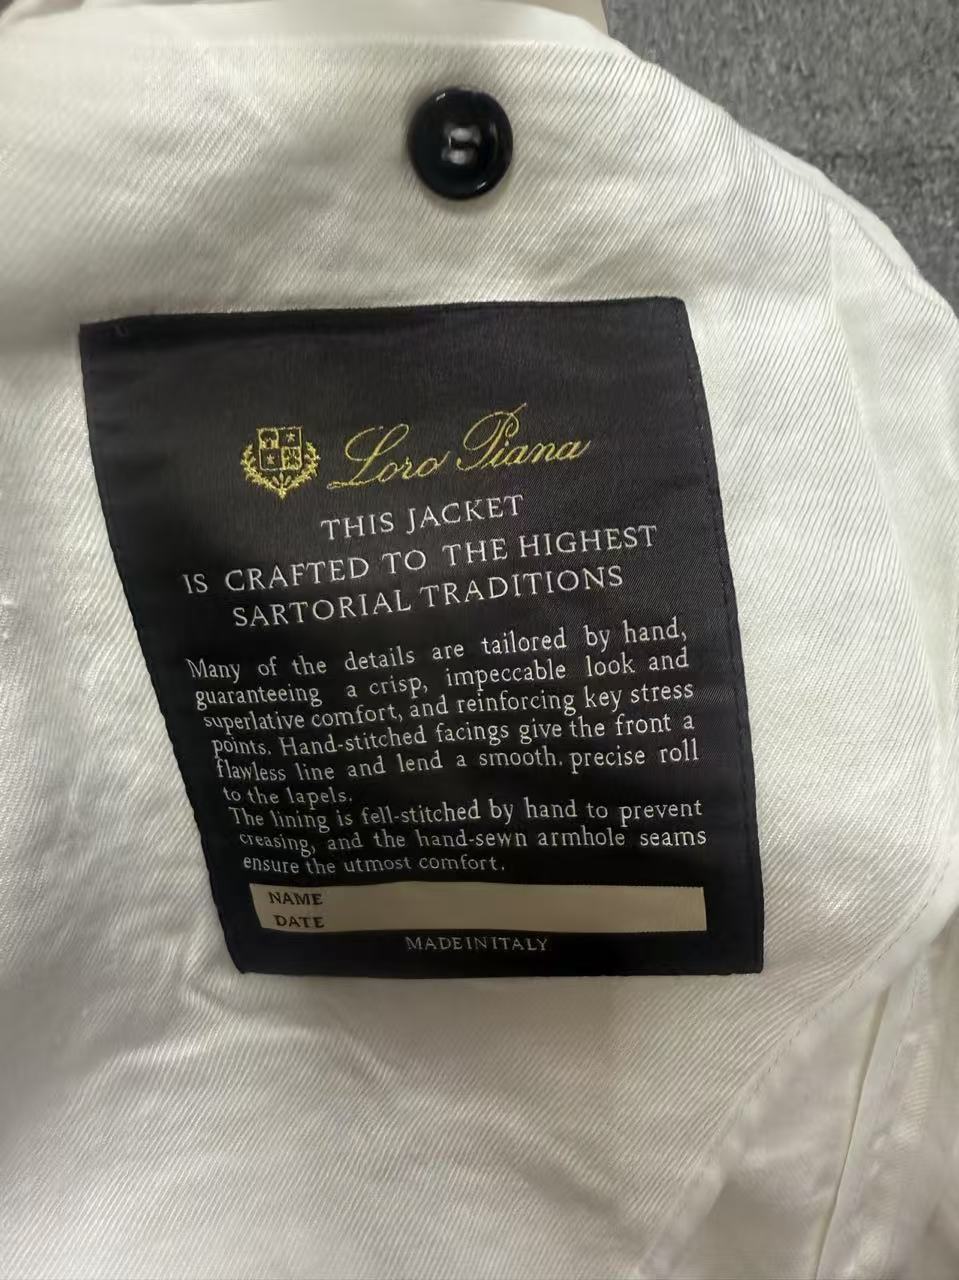 Loro Piana
THIS JACKET
IS CRAFTED TO THE HIGHEST
SARTORIAL TRADITIONS
Many of the details are tailored by hand,
guaranteeing a crisp, impeccable look and
superlative comfort, and reinforcing key stress
points. Hand-stitched facings give the front a
flawless line and lend a smooth, precise roll
to the lapels.
The lining is fell-stitched by hand to prevent
creasing, and the hand-sewn armhole seams
ensure the utmost comfort.
NAME
DATE
MADE IN ITALY